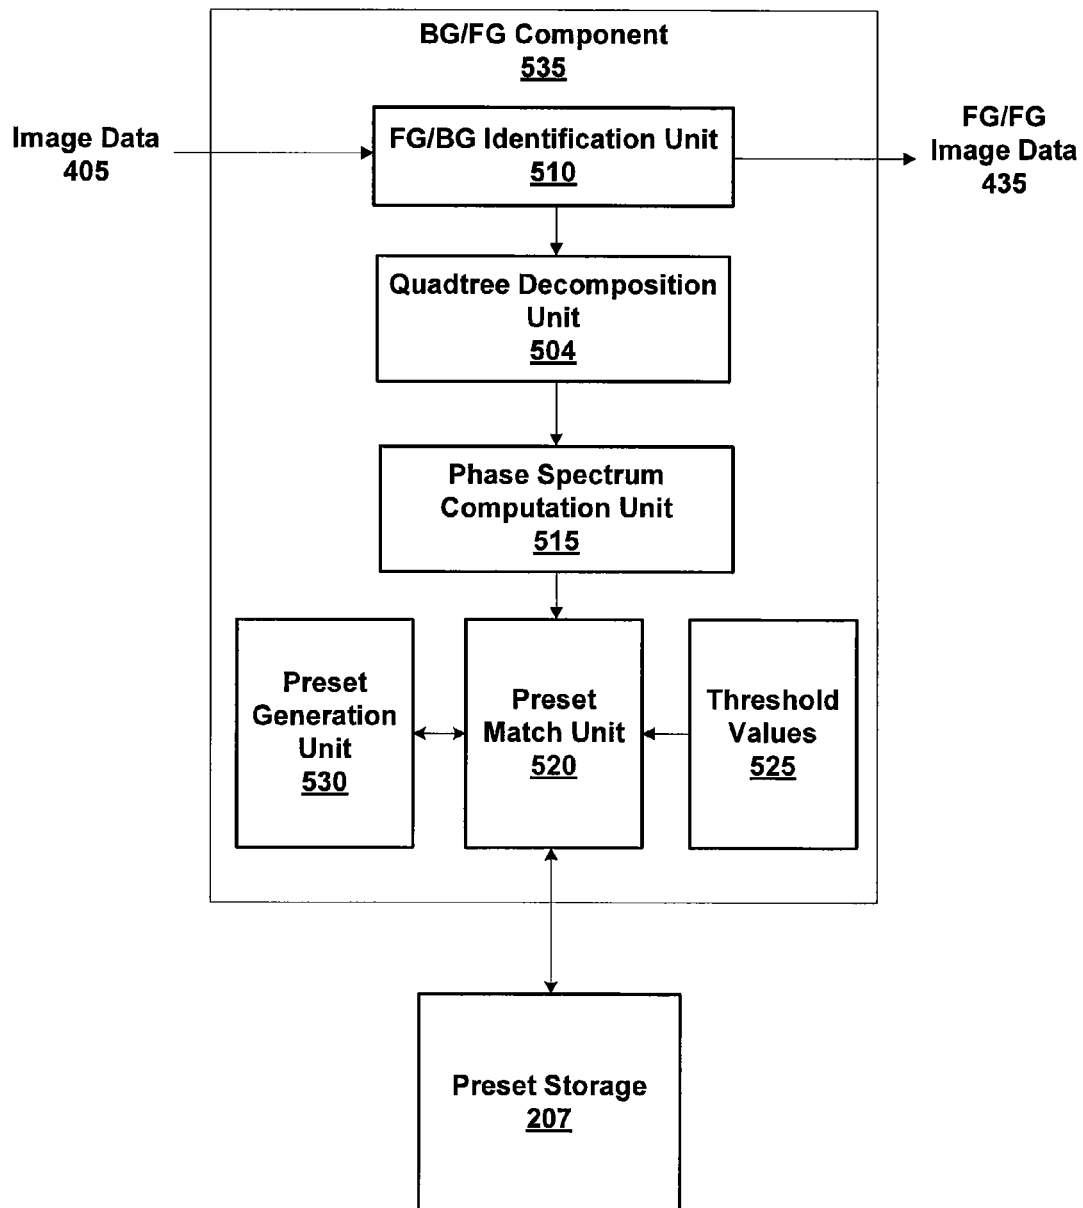 BG/FG Component
535
Image Data
405
FG/BG Identification Unit
510
FG/FG
Image Data
435
Quadtree Decomposition
Unit
504
Phase Spectrum
Computation Unit
515
Preset
Generation
Unit
530
Preset
Match Unit
520
Threshold
Values
525
Preset Storage
207